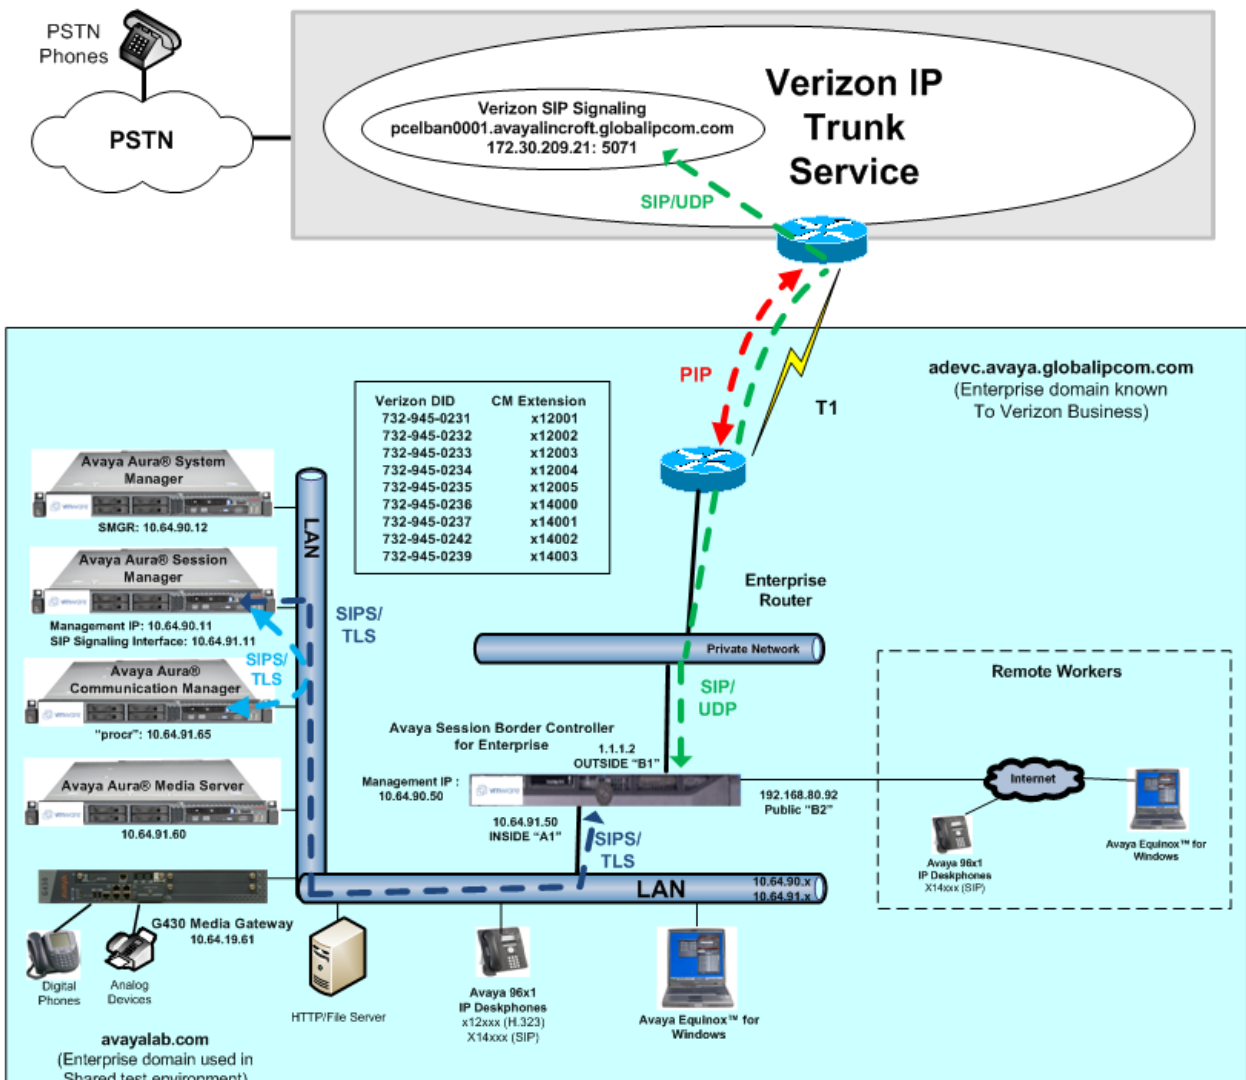 PSTN
Phones
PSTN
Verizon SIP Signaling
pcelban0001.avayalincroft.globalipcom.com
172.30.209.21: 5071
Verizon IP
Trunk
Service
SIP/UDP
PIP
T1
adevc.avaya.globalipcom.com
(Enterprise domain known
To Verizon Business)
Verizon DID CM Extension
732-945-0231 x12001
732-945-0232 x12002
732-945-0233 x12003
732-945-0234 x12004
732-945-0235 x12005
732-945-0236 x14000
732-945-0237 x14001
732-945-0242 x14002
732-945-0239 x14003
Avaya Aura® System
Manager
vmware
SMGR: 10.64.90.12
LAN
Avaya Aura® Session
Manager
vmware
Management IP: 10.64.90.11
SIP Signaling Interface: 10.64.91.11
SIPS/
TLS
SIPS/
TLS
Avaya Aura®
Communication Manager
vmware
"procr": 10.64.91.65
Avaya Aura® Media Server
vmware
10.64.91.60
Enterprise
Router
Private Network
SIP/
UDP
Avaya Session Border Controller
for Enterprise
1.1.1.2
OUTSIDE "B1"
Management IP :
10.64.90.50
vmware
192.168.80.92
Public "B2"
10.64.91.50
INSIDE "A1"
SIPS/
TLS
Remote Workers
Internet
Avaya 96x1
IP Deskphones
X14xxx (SIP)
Avaya Equinox™ for
Windows
LAN
10.64.90.x
10.64.91.x
G430 Media Gateway
10.64.19.61
Digital
Phones
Analog
Devices
HTTP/File Server
Avaya 96x1
IP Deskphones
x12xxx (H.323)
X14xxx (SIP)
Avaya Equinox™ for
Windows
avayalab.com
(Enterprise domain used in
Shared test environment)